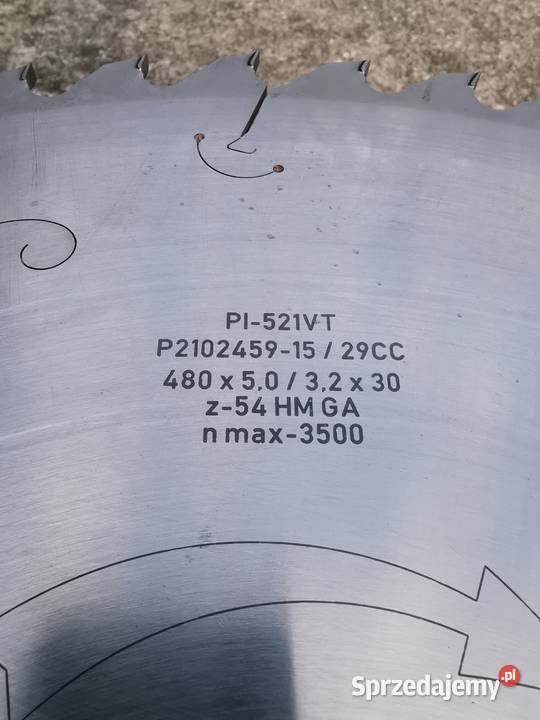 PI-521VT
P2102459-15 / 29CC
480 x 5,0 / 3,2 x 30
z-54 HM GA
n max-3500
Sprzedajemy.pl